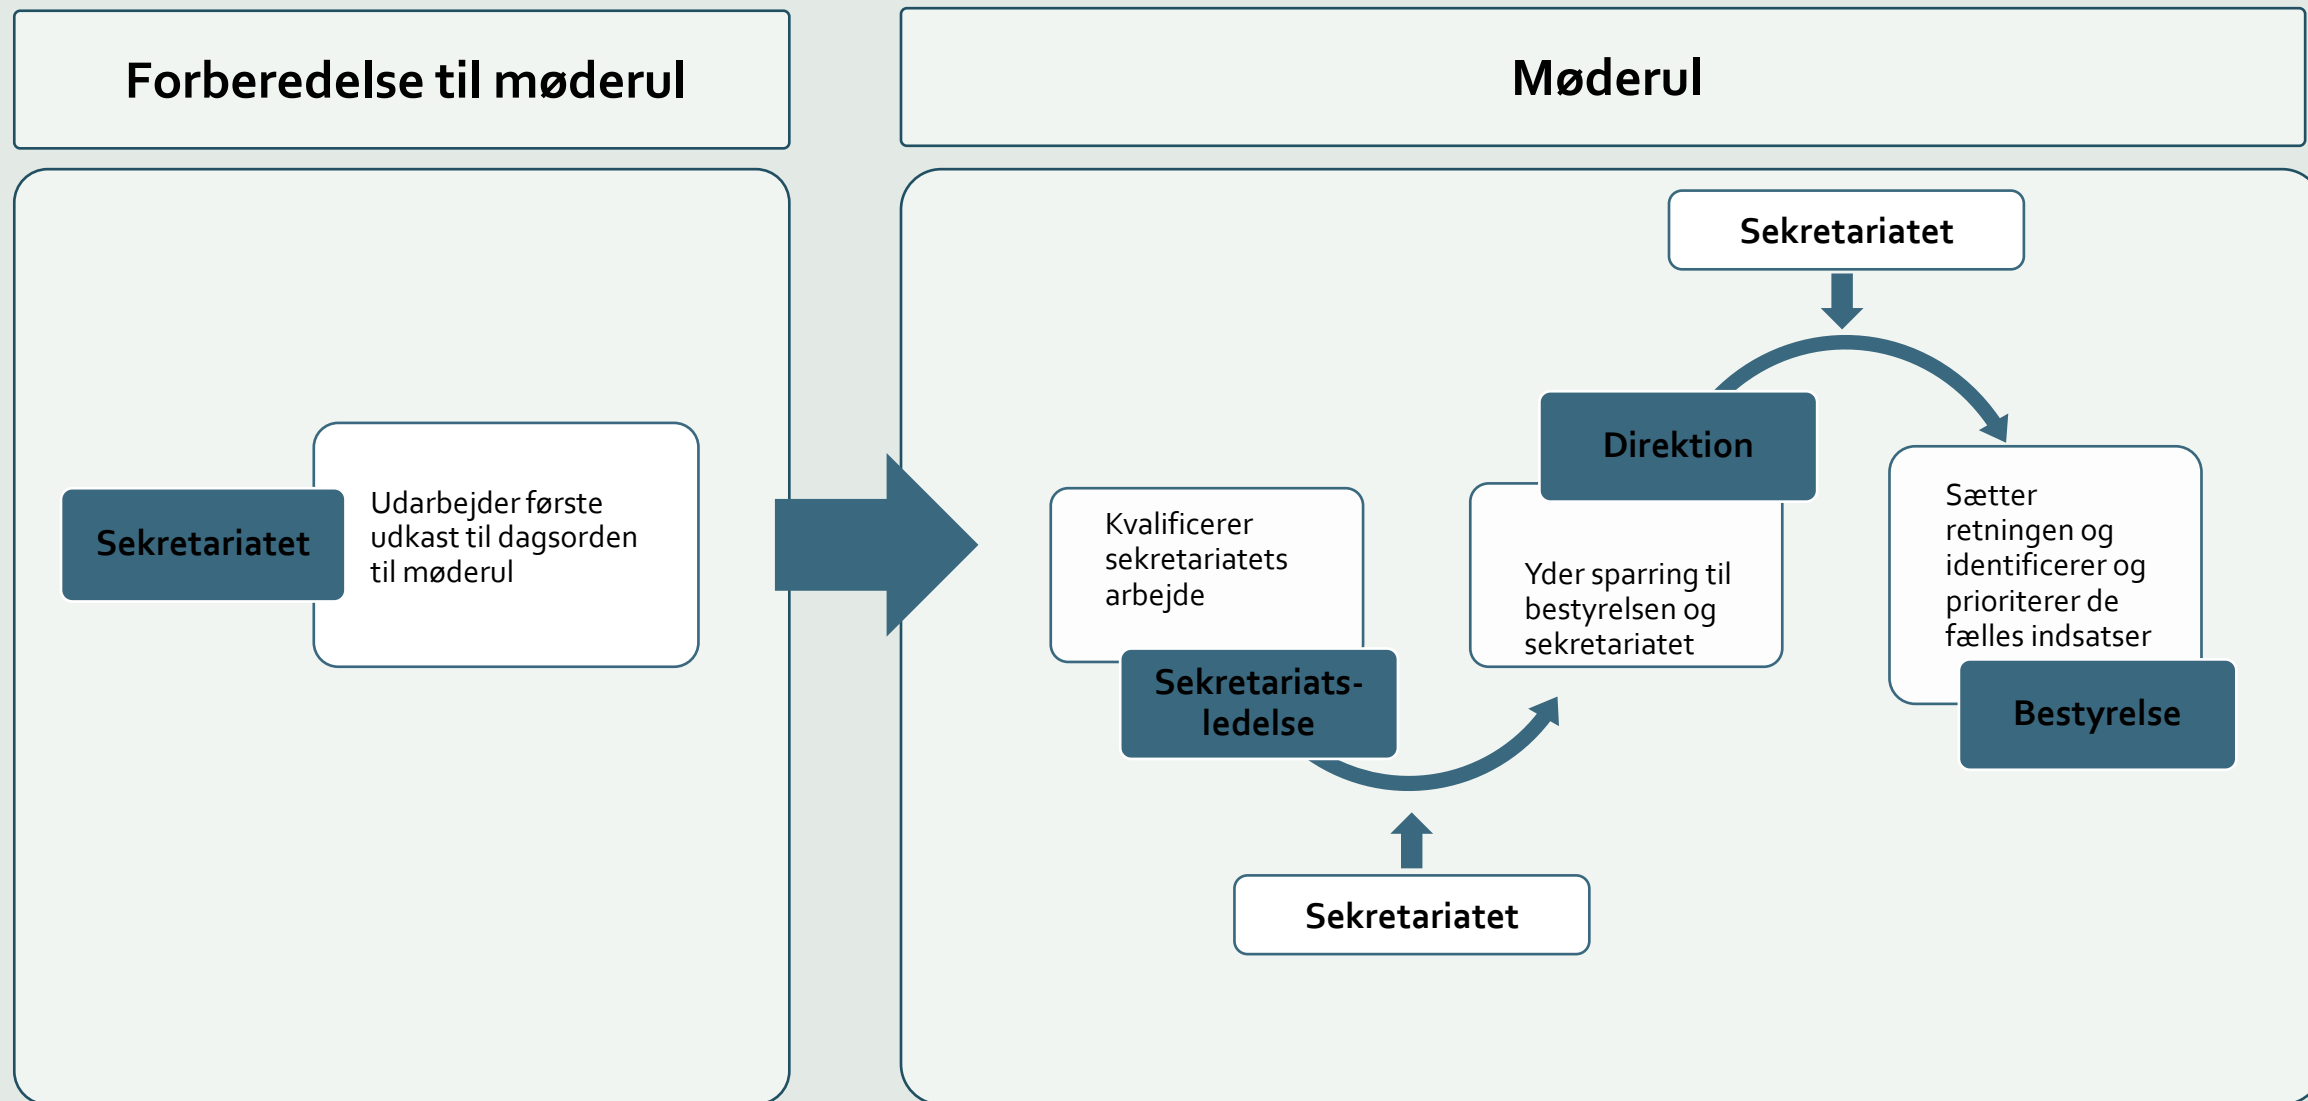 Forberedelse til møderul
Møderul
Sekretariatet
Udarbejder første
udkast til dagsorden
til møderul
Kvalificerer
sekretariatets
arbejde
Sekretariats-
ledelse
Sekretariatet
Direktion
Yder sparring til
bestyrelsen og
sekretariatet
Sekretariatet
Sætter
retningen og
identificerer og
prioriterer de
fælles indsatser
Bestyrelse